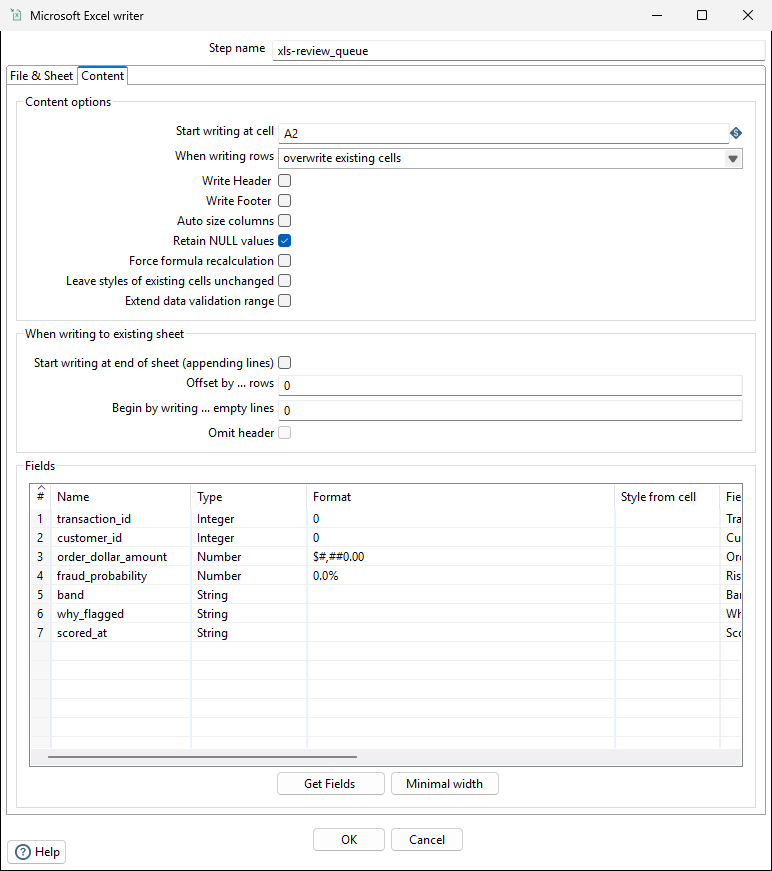 Microsoft Excel writer
Step name xls-review_queue
File & Sheet Content
Content options
Start writing at cell A2
When writing rows overwrite existing cells
Write Header
Write Footer
Auto size columns
Retain NULL values
Force formula recalculation
Leave styles of existing cells unchanged
Extend data validation range
When writing to existing sheet
Start writing at end of sheet (appending lines)
Offset by ... rows 0
Begin by writing ... empty lines 0
Omit header
Fields
# Name Type Format Style from cell
1 transaction_id Integer 0
2 customer_id Integer 0
3 order_dollar_amount Number $#,##0.00
4 fraud_probability Number 0.0%
5 band String
6 why_flagged String
7 scored_at String
Get Fields Minimal width
OK Cancel
Help